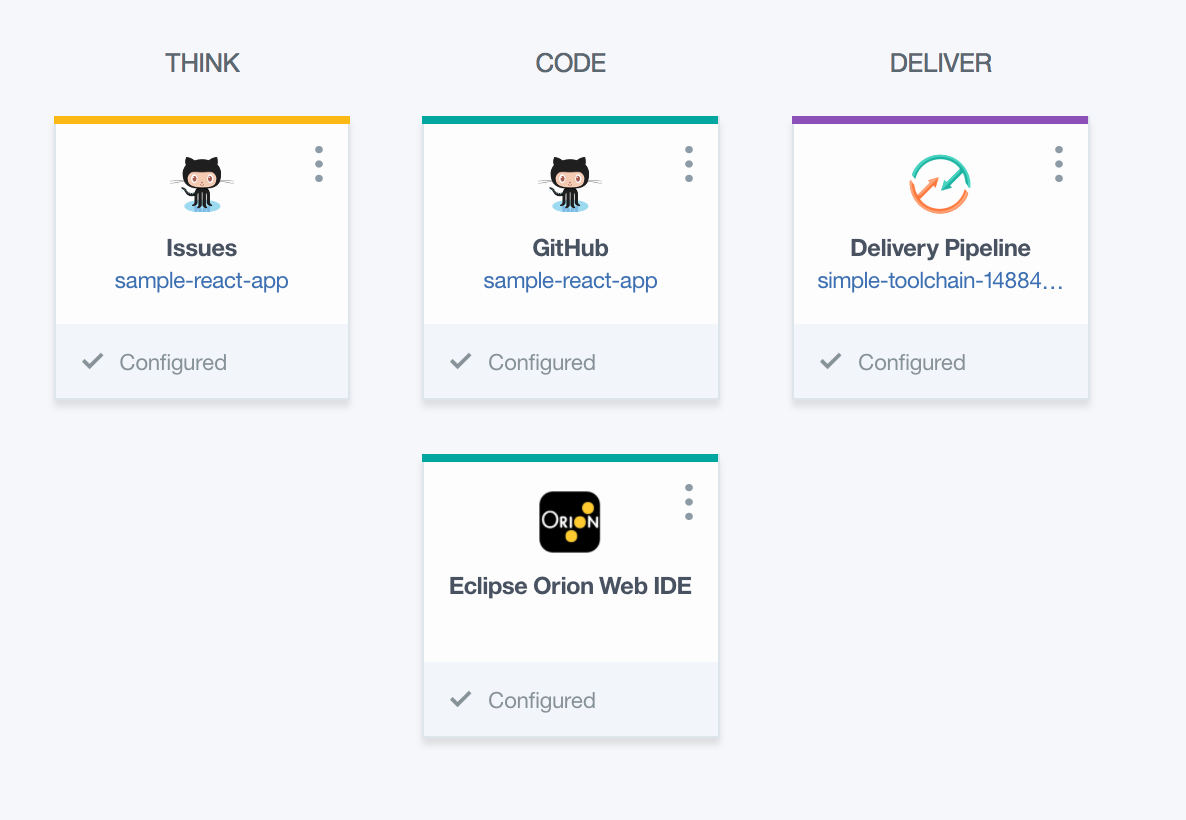 THINK
CODE
DELIVER
Issues
sample-react-app
Configured
GitHub
sample-react-app
Configured
Delivery Pipeline
simple-toolchain-14884...
Configured
ORION
Eclipse Orion Web IDE
Configured